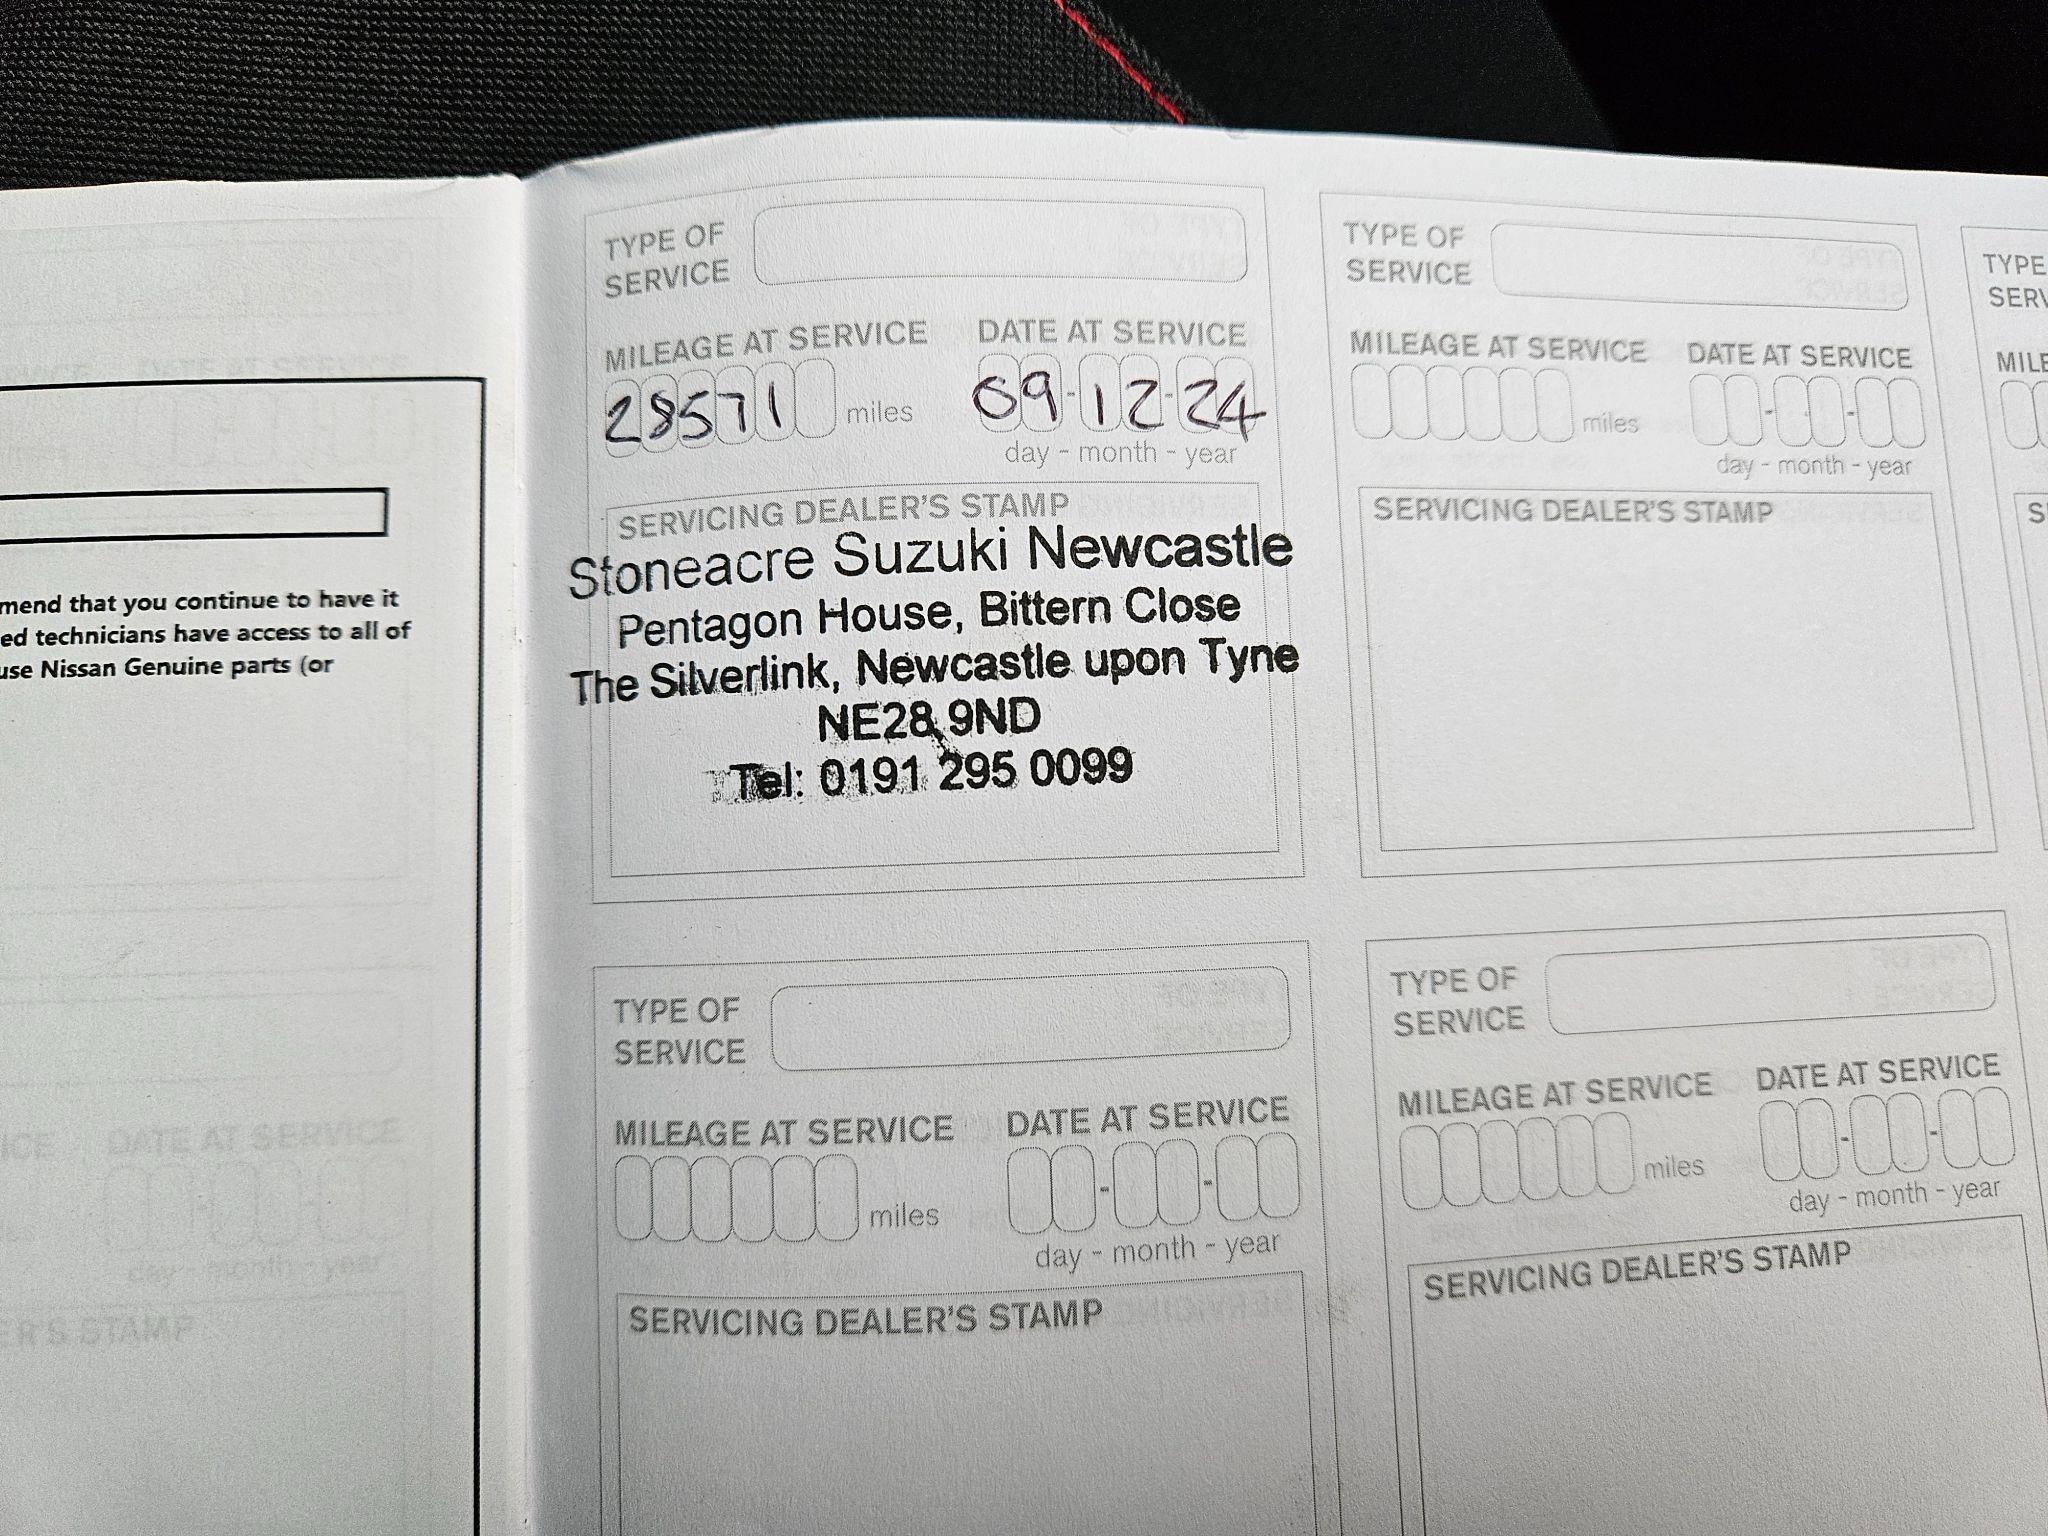 mend that you continue to have it
ed technicians have access to all of
use Nissan Genuine parts (or
TYPE OF
SERVICE
MILEAGE AT SERVICE DATE AT SERVICE
28571 miles 09-12-24
day - month - year
SERVICING DEALER'S STAMP
Stoneacre Suzuki Newcastle
Pentagon House, Bittern Close
The Silverlink, Newcastle upon Tyne
NE28 9ND
Tel: 0191 295 0099
TYPE OF
SERVICE
MILEAGE AT SERVICE DATE AT SERVICE
miles
day - month - year
SERVICING DEALER'S STAMP
TYPE
SERV
MILE
S
TYPE OF
SERVICE
MILEAGE AT SERVICE DATE AT SERVICE
miles
day - month - year
SERVICING DEALER'S STAMP
TYPE OF
SERVICE
MILEAGE AT SERVICE DATE AT SERVICE
miles
day - month - year
SERVICING DEALER'S STAMP